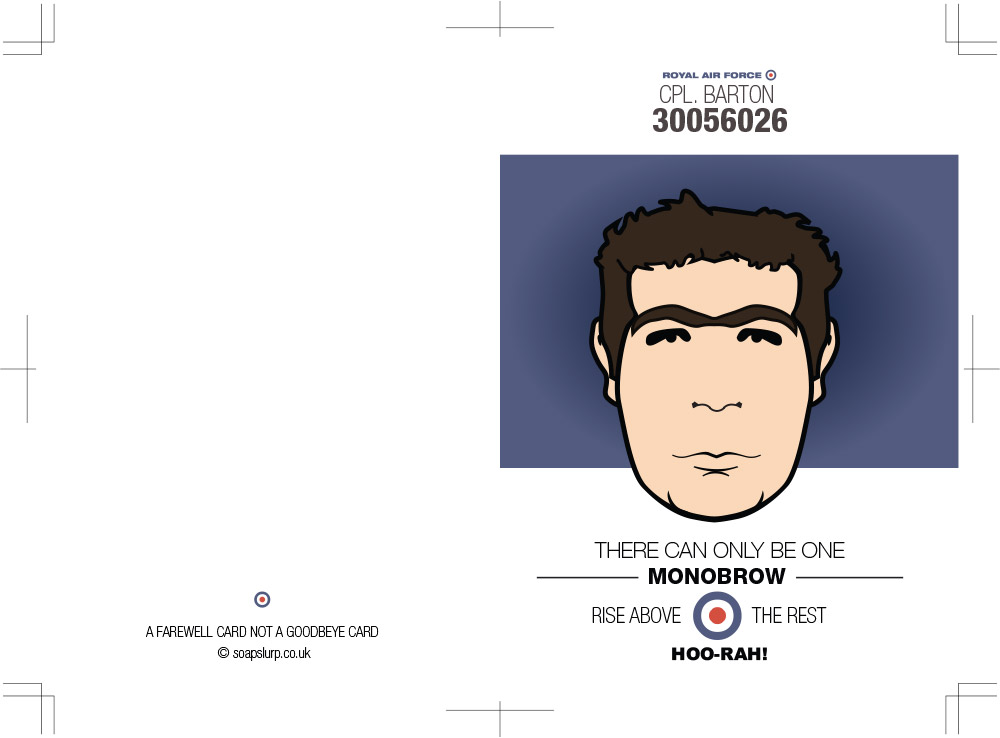 ROYAL AIR FORCE
CPL. BARTON
30056026
THERE CAN ONLY BE ONE
MONOBROW
RISE ABOVE THE REST
HOO-RAH!
A FAREWELL CARD NOT A GOODBEYE CARD
© soapslurp.co.uk